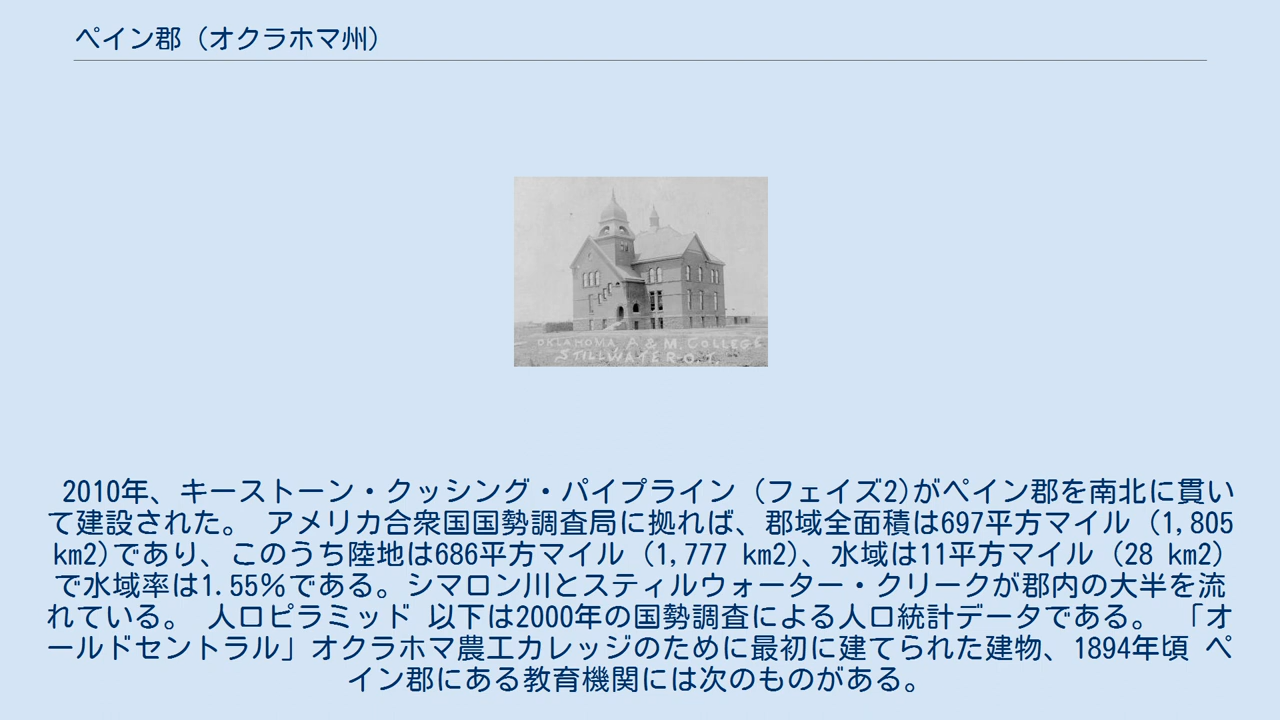 ペイン郡（オクラホマ州）
OKLAHOMA A & M. COLLEGE
STILLWATER O.T.
2010年、キーストーン・クッシング・パイプライン（フェイズ2)がペイン郡を南北に貫い
て建設された。 アメリカ合衆国国勢調査局に拠れば、郡域全面積は697平方マイル（1,805
km2)であり、このうち陸地は686平方マイル（1,777 km2)、水域は11平方マイル（28 km2)
で水域率は1.55％である。シマロン川とスティルウォーター・クリークが郡内の大半を流
れている。 人口ピラミッド 以下は2000年の国勢調査による人口統計データである。 「オ
ールドセントラル」オクラホマ農工カレッジのために最初に建てられた建物、1894年頃 ペ
イン郡にある教育機関には次のものがある。